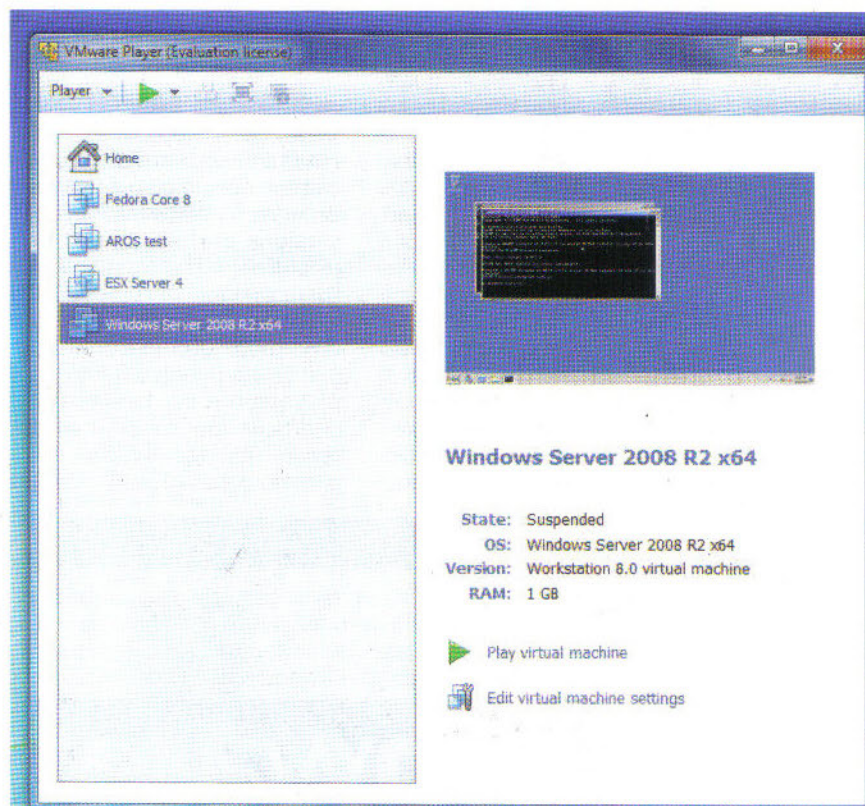 VMware Player (Evaluation license)
Player
Home
Fedora Core 8
AROS test
ESX Server 4
Windows Server 2008 R2 x64
Windows Server 2008 R2 x64
State: Suspended
OS: Windows Server 2008 R2 x64
Version: Workstation 8.0 virtual machine
RAM: 1 GB
Play virtual machine
Edit virtual machine settings